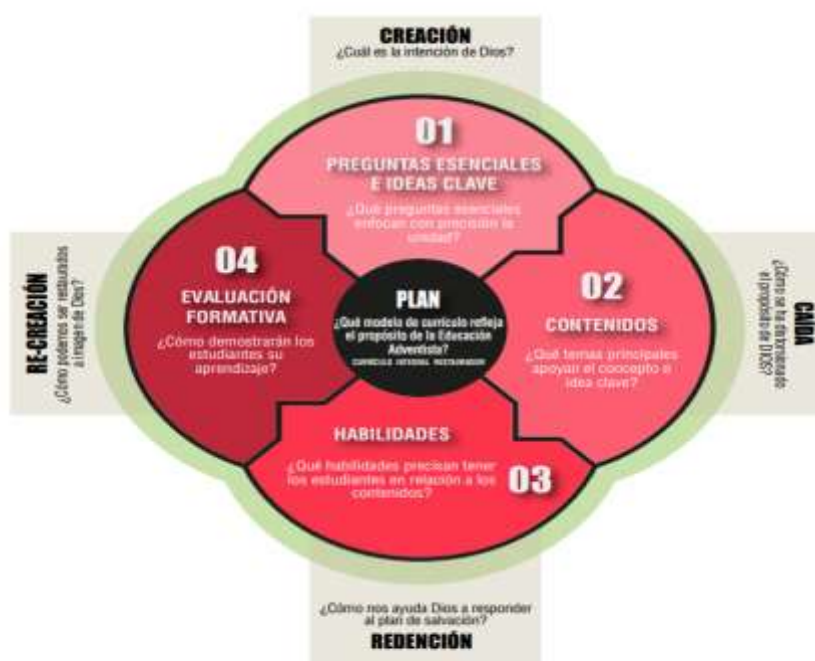 CREACIÓN
¿Cuál es la intención de Dios?
01
PREGUNTAS ESENCIALES
E IDEAS CLAVE
¿Qué preguntas esenciales
enfocan con precisión la
unidad?
04
EVALUACIÓN
FORMATIVA
¿Cómo demostrarán los
estudiantes su
aprendizaje?
PLAN
¿Qué modelo de currículo refleja
el propósito de la Educación
Adventista?
CURRÍCULO INTEGRAL RESTAURADOR
02
CONTENIDOS
¿Qué temas principales
apoyan el concepto o
idea clave?
HABILIDADES
¿Qué habilidades precisan tener
los estudiantes en relación a los
contenidos?
03
RE-CREACIÓN
¿Cómo podemos ser restaurados
a imagen de Dios?
CAÍDA
¿Cómo se ha distorsionado
el propósito de DIOS?
¿Cómo nos ayuda Dios a responder
al plan de salvación?
REDENCIÓN